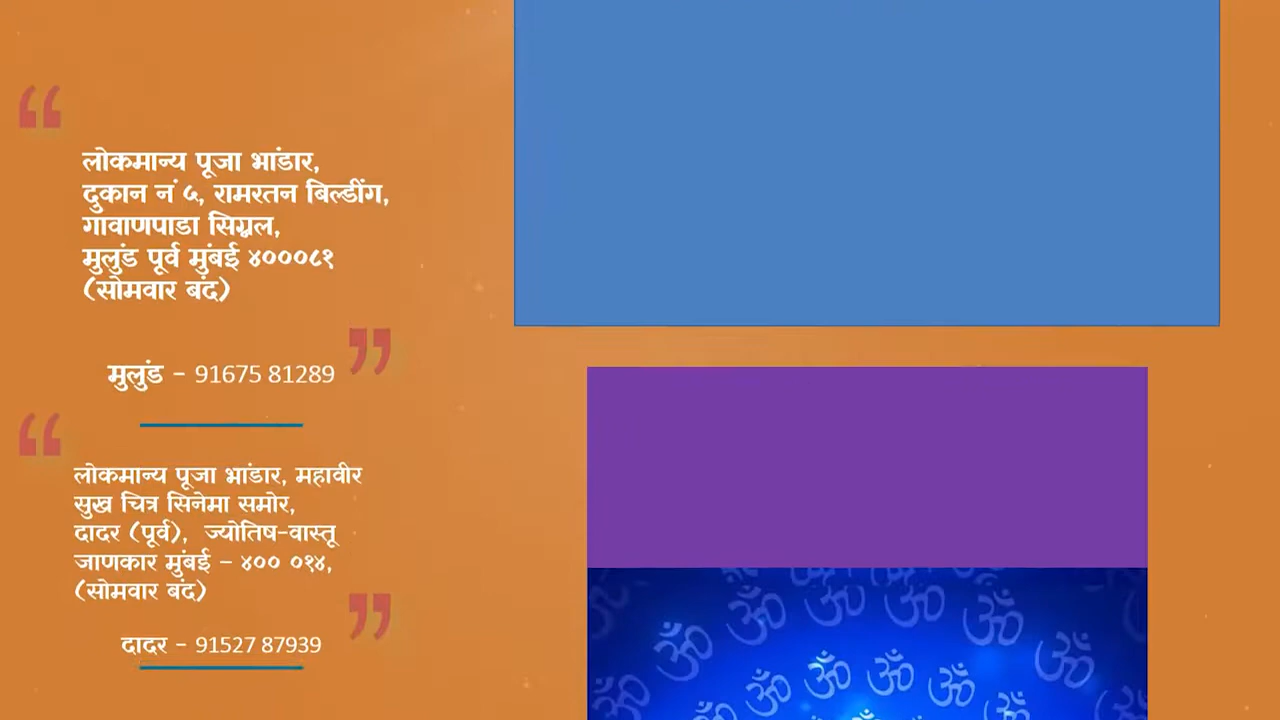 लोकमान्य पूजा भांडार,
दुकान नं ५, रामरतन बिल्डींग,
गावाणपाडा सिग्नल,
मुलुंड पूर्व मुंबई ४०००८१
(सोमवार बंद)
मुलुंड - 91675 81289
लोकमान्य पूजा भांडार, महावीर
सुख चित्र सिनेमा समोर,
दादर (पूर्व), ज्योतिष-वास्तू
जाणकार मुंबई - ४०० ०१४,
(सोमवार बंद)
दादर - 91527 87939
ॐ ॐ ॐ ॐ ॐ ॐ
ॐ ॐ ॐ ॐ ॐ ॐ